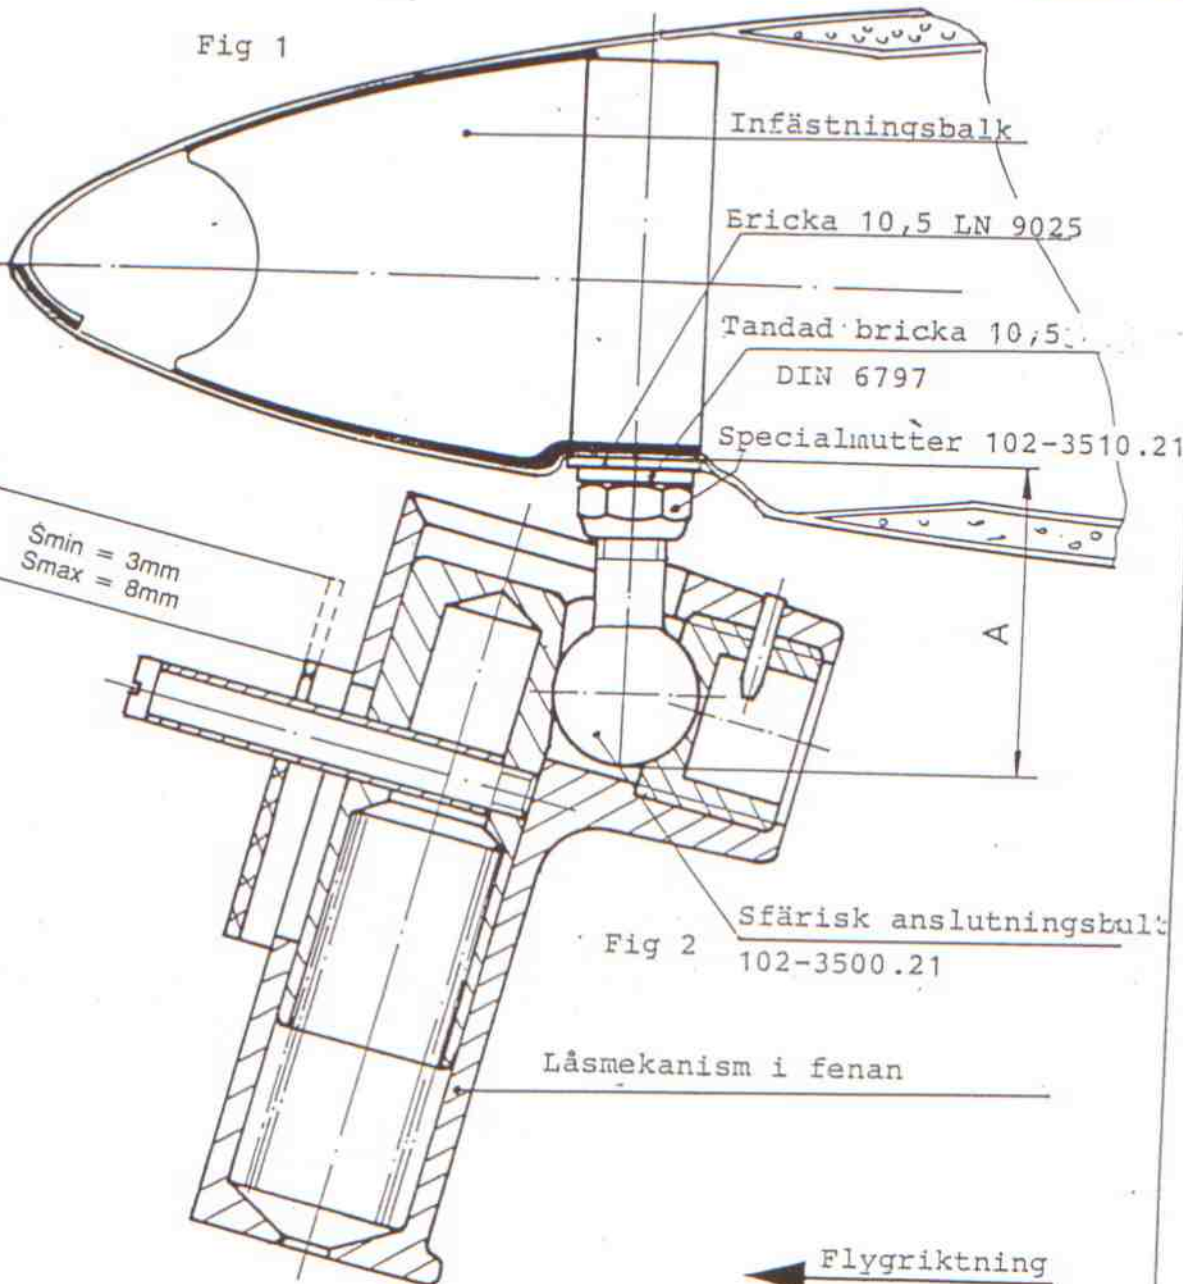 Fig 1
Infästningsbalk
Bricka 10,5 LN 9025
Tandad bricka 10,5
DIN 6797
Specialmutter 102-3510.21
Smin = 3mm
Smax = 8mm
A
Sfärisk anslutningsbult
Fig 2
102-3500.21
Låsmekanism i fenan
Flygriktning